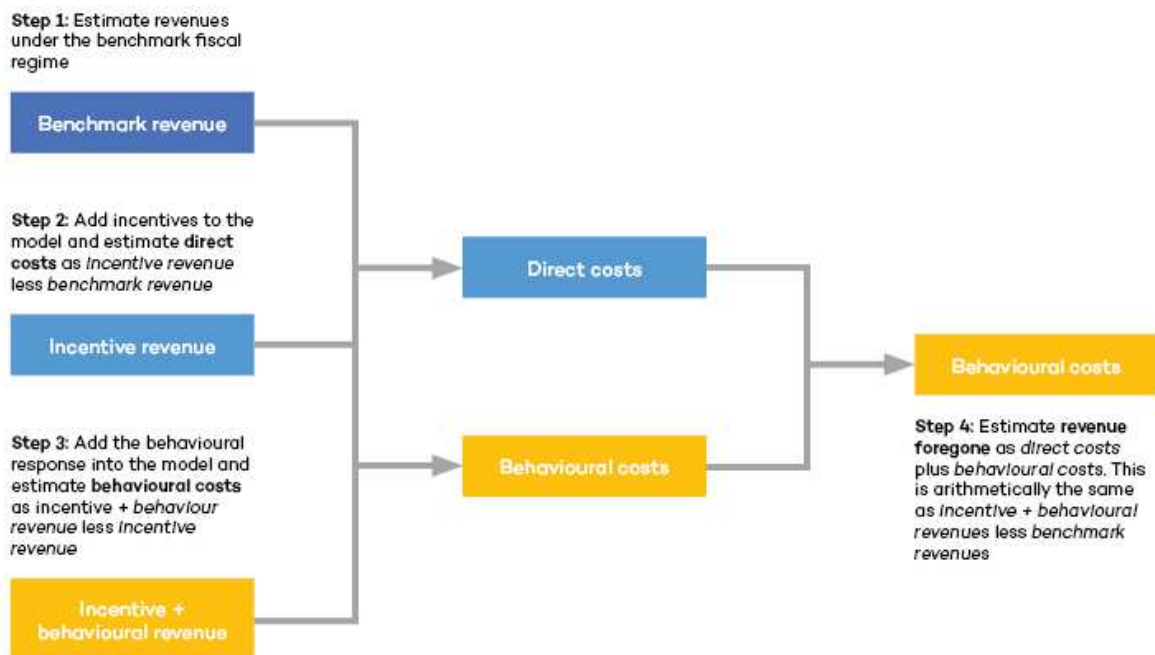 Step 1: Estimate revenues
under the benchmark fiscal
regime
Benchmark revenue
Step 2: Add incentives to the
model and estimate direct
costs as incentive revenue
less benchmark revenue
Incentive revenue
Step 3: Add the behavioural
response into the model and
estimate behavioural costs
as incentive + behaviour
revenue less incentive
revenue
Incentive +
behavioural revenue
Direct costs
Behavioural costs
Behavioural costs
Step 4: Estimate revenue
foregone as direct costs
plus behavioural costs. This
is arithmetically the same
as incentive + behavioural
revenues less benchmark
revenues